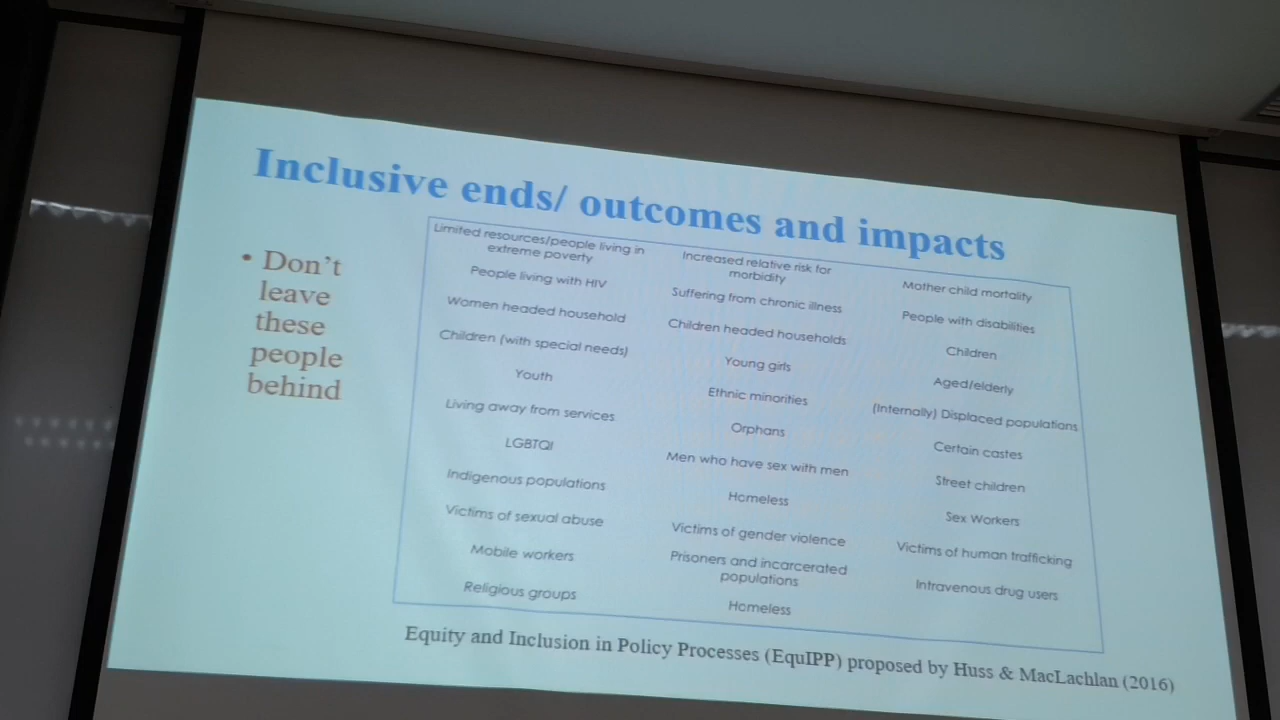 Inclusive ends/ outcomes and impacts
• Don't
leave
these
people
behind
Limited resources/people living in
extreme poverty
People living with HIV
Women headed household
Children (with special needs)
Youth
Living away from services
LGBTQI
Indigenous populations
Victims of sexual abuse
Mobile workers
Religious groups
Increased relative risk for
morbidity
Suffering from chronic illness
Children headed households
Young girls
Ethnic minorities
Orphans
Men who have sex with men
Homeless
Victims of gender violence
Prisoners and incarcerated
populations
Homeless
Mother child mortality
People with disabilities
Children
Aged/elderly
(Internally) Displaced populations
Certain castes
Street children
Sex Workers
Victims of human trafficking
Intravenous drug users
Equity and Inclusion in Policy Processes (EquIPP) proposed by Huss & MacLachlan (2016)